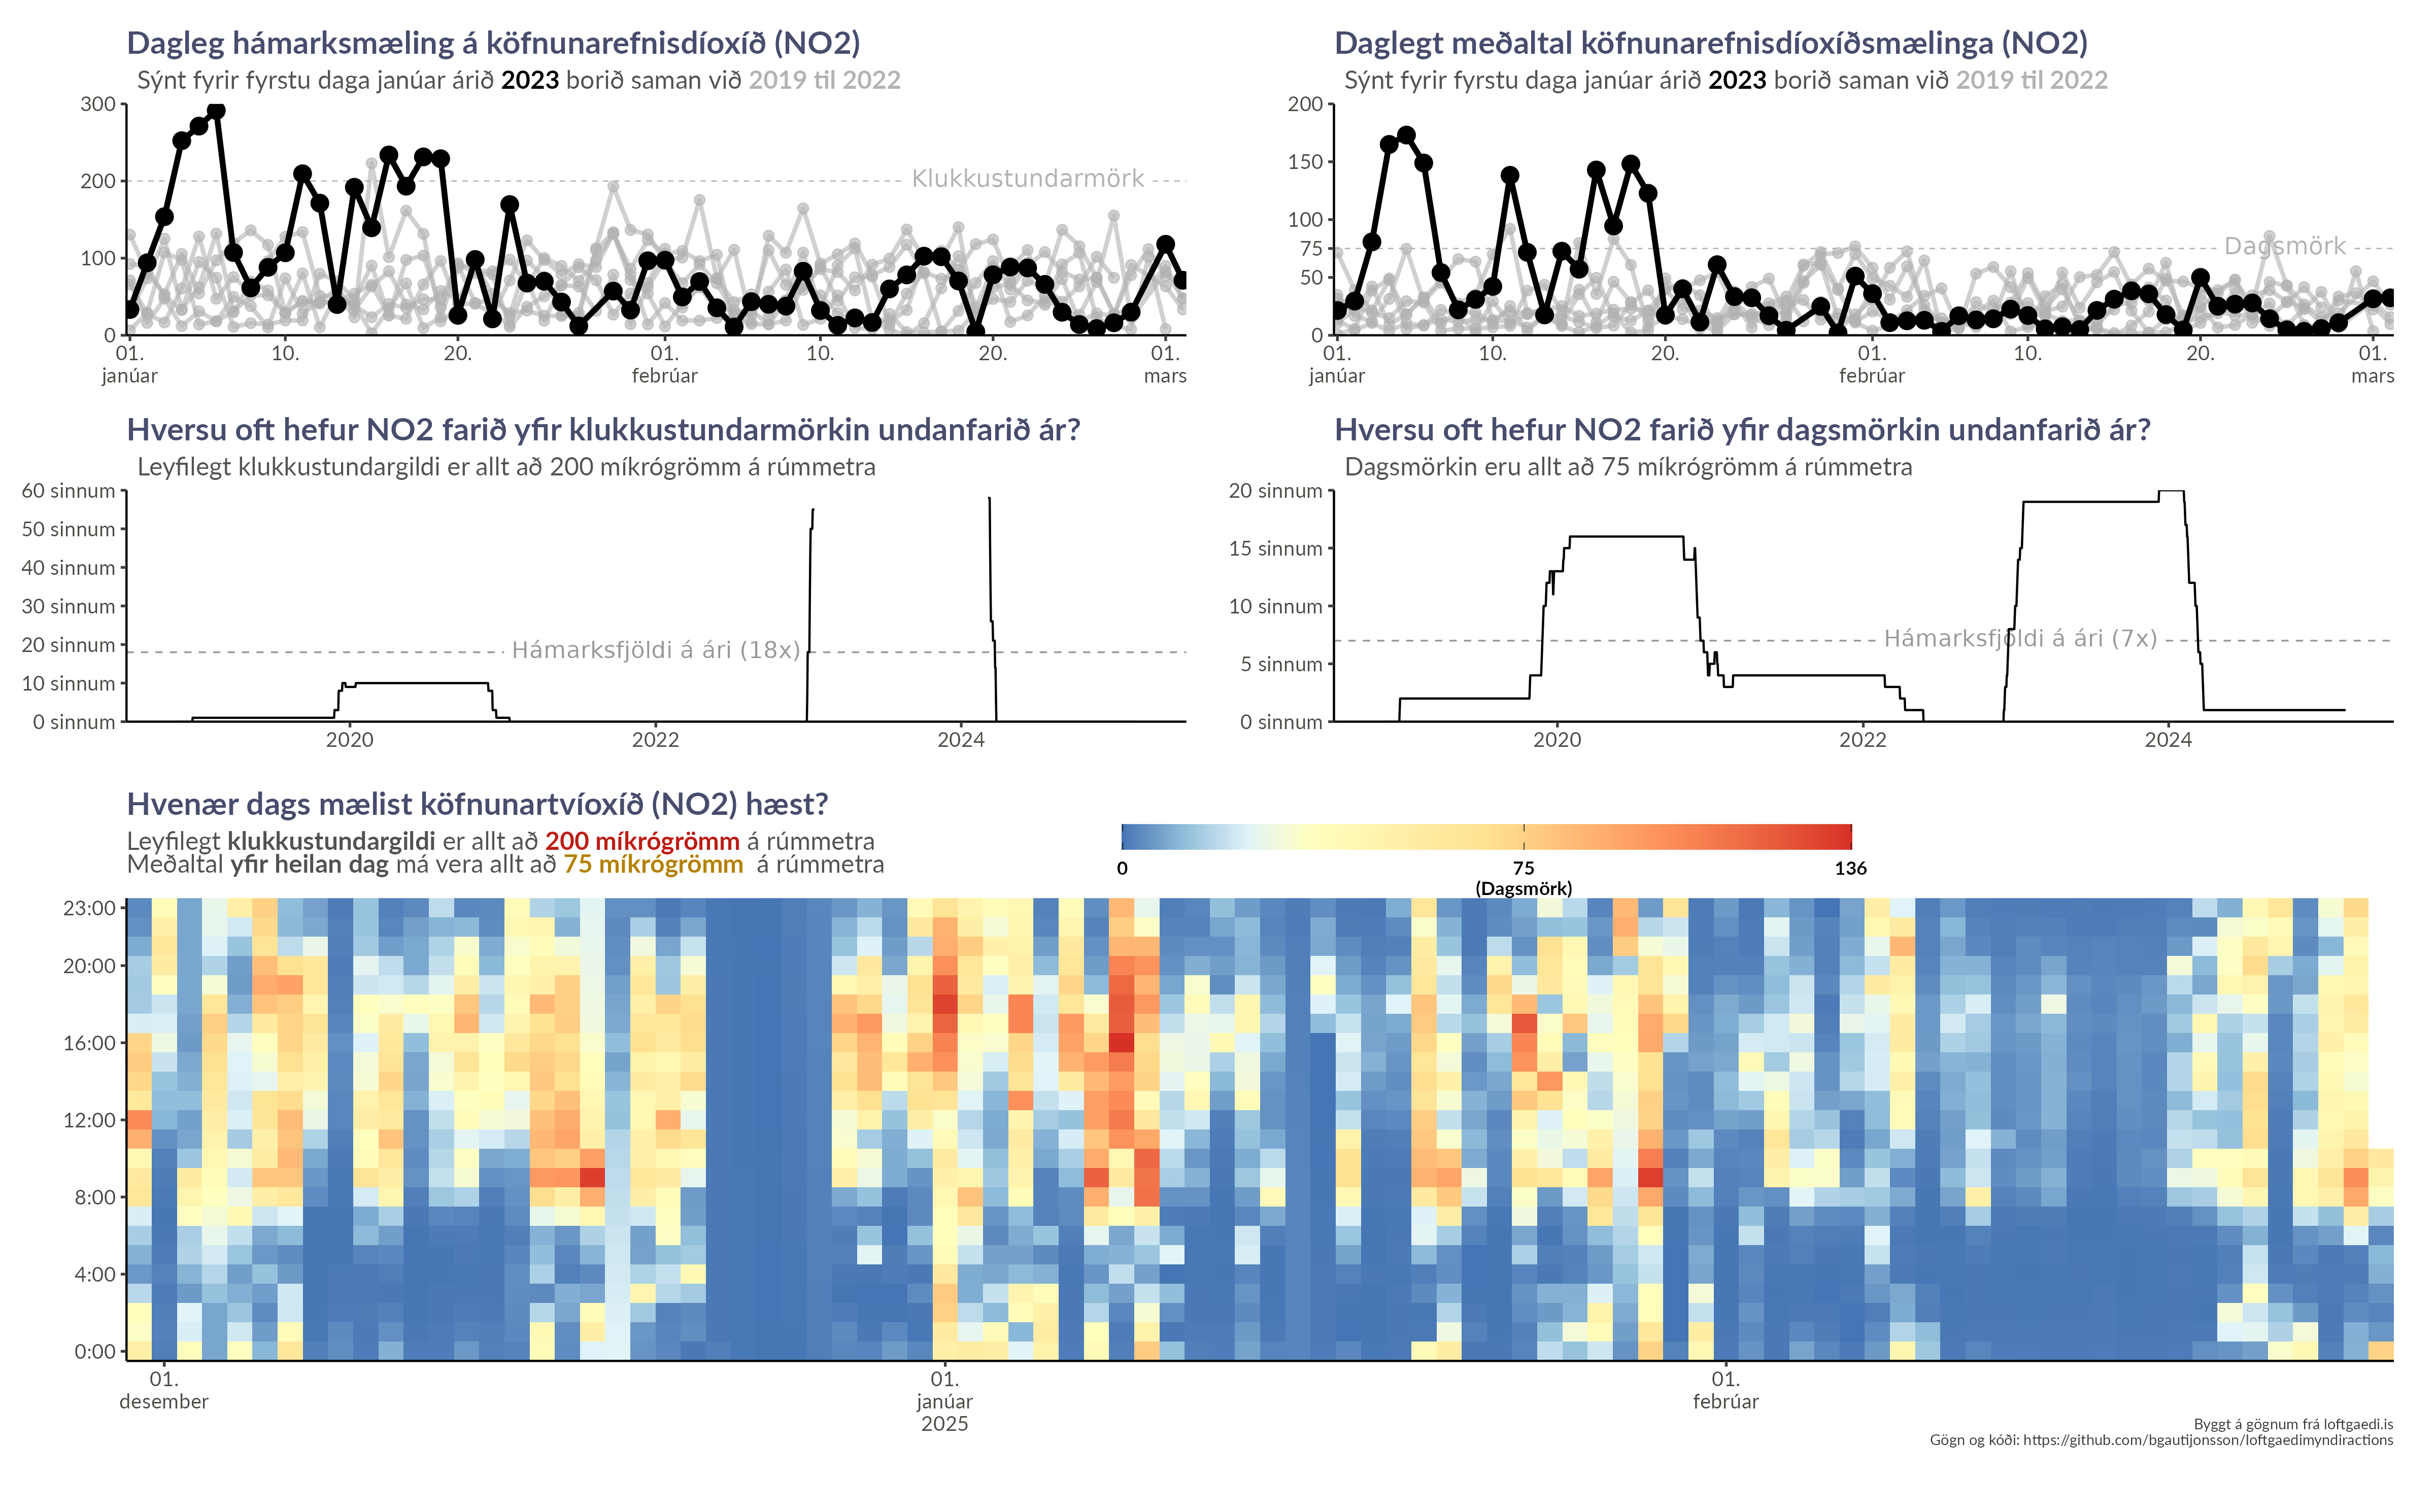 Dagleg hámarksmæling á köfnunarefnisdíoxíð (NO2)
Sýnt fyrir fyrstu daga janúar árið 2023 borið saman við 2019 til 2022
300
200
100
0
Klukkustundarmörk
01.
janúar
10.
20.
01.
febrúar
10.
20.
01.
mars
Daglegt meðaltal köfnunarefnisdíoxíðsmælinga (NO2)
Sýnt fyrir fyrstu daga janúar árið 2023 borið saman við 2019 til 2022
200
150
100
75
50
0
Dagsmörk
01.
janúar
10.
20.
01.
febrúar
10.
20.
01.
mars
Hversu oft hefur NO2 farið yfir klukkustundarmörkin undanfarið ár?
Leyfilegt klukkustundargildi er allt að 200 míkrógrömm á rúmmetra
60 sinnum
50 sinnum
40 sinnum
30 sinnum
20 sinnum
10 sinnum
0 sinnum
Hámarksfjöldi á ári (18x)
2020
2022
2024
Hversu oft hefur NO2 farið yfir dagsmörkin undanfarið ár?
Dagsmörkin eru allt að 75 míkrógrömm á rúmmetra
20 sinnum
15 sinnum
10 sinnum
5 sinnum
0 sinnum
Hámarksfjöldi á ári (7x)
2020
2022
2024
Hvenær dags mælist köfnunartvíoxíð (NO2) hæst?
Leyfilegt klukkustundargildi er allt að 200 míkrógrömm á rúmmetra
Meðaltal yfir heilan dag má vera allt að 75 míkrógrömm á rúmmetra
0
75
(Dagsmörk)
136
23:00
20:00
16:00
12:00
8:00
4:00
0:00
01.
desember
01.
janúar
2025
01.
febrúar
Byggt á gögnum frá loftgaedi.is
Gögn og kóði: https://github.com/bgautijonsson/loftgaedimyndiractions